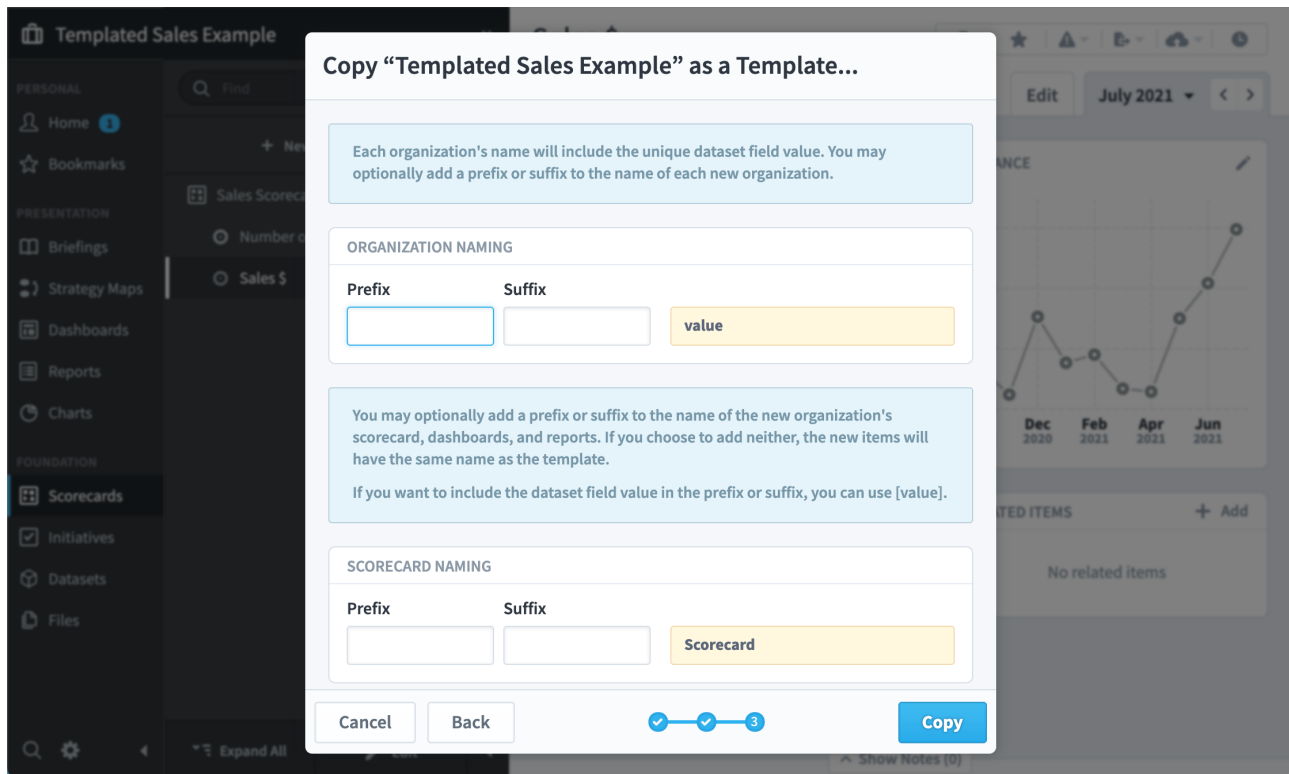 Templated Sales Example
PERSONAL
Home 1
Bookmarks
PRESENTATION
Briefings
Strategy Maps
Dashboards
Reports
Charts
FOUNDATION
Scorecards
Initiatives
Datasets
Files
Find
Sales
Number
Sales $
Expand All
Copy “Templated Sales Example” as a Template...
Each organization's name will include the unique dataset field value. You may
optionally add a prefix or suffix to the name of each new organization.
ORGANIZATION NAMING
Prefix Suffix
value
You may optionally add a prefix or suffix to the name of the new organization's
scorecard, dashboards, and reports. If you choose to add neither, the new items will
have the same name as the template.
If you want to include the dataset field value in the prefix or suffix, you can use [value].
SCORECARD NAMING
Prefix Suffix
Scorecard
Cancel Back 3 Copy
Edit July 2021
ANCE
Dec Feb Apr Jun
2020 2021 2021 2021
ATED ITEMS + Add
No related items
Show Notes (0)